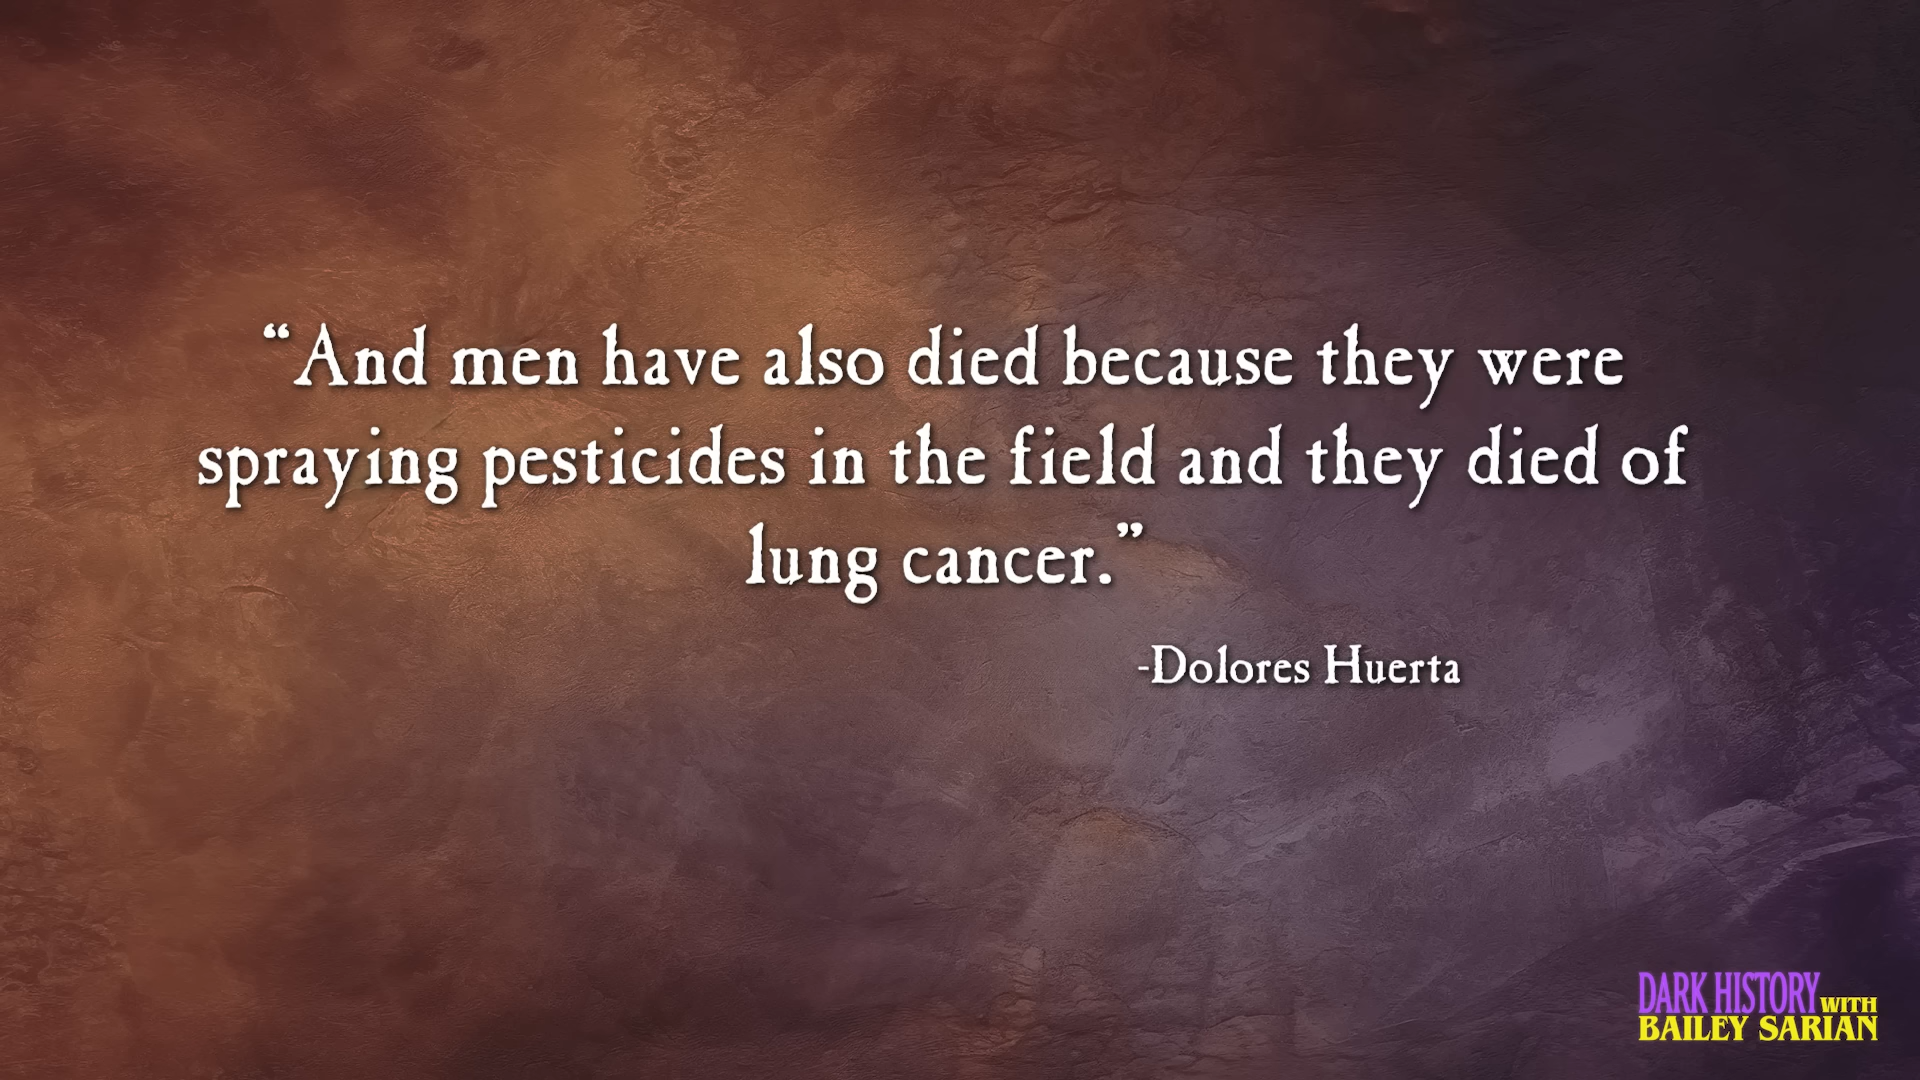 “And men have also died because they were
spraying pesticides in the field and they died of
lung cancer.”
-Dolores Huerta
DARK HISTORY WITH
BAILEY SARIAN